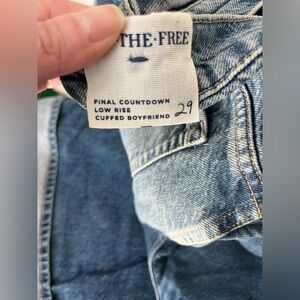 THE·FREE
FINAL COUNTDOWN
LOW RISE
CUFFED BOYFRIEND 29